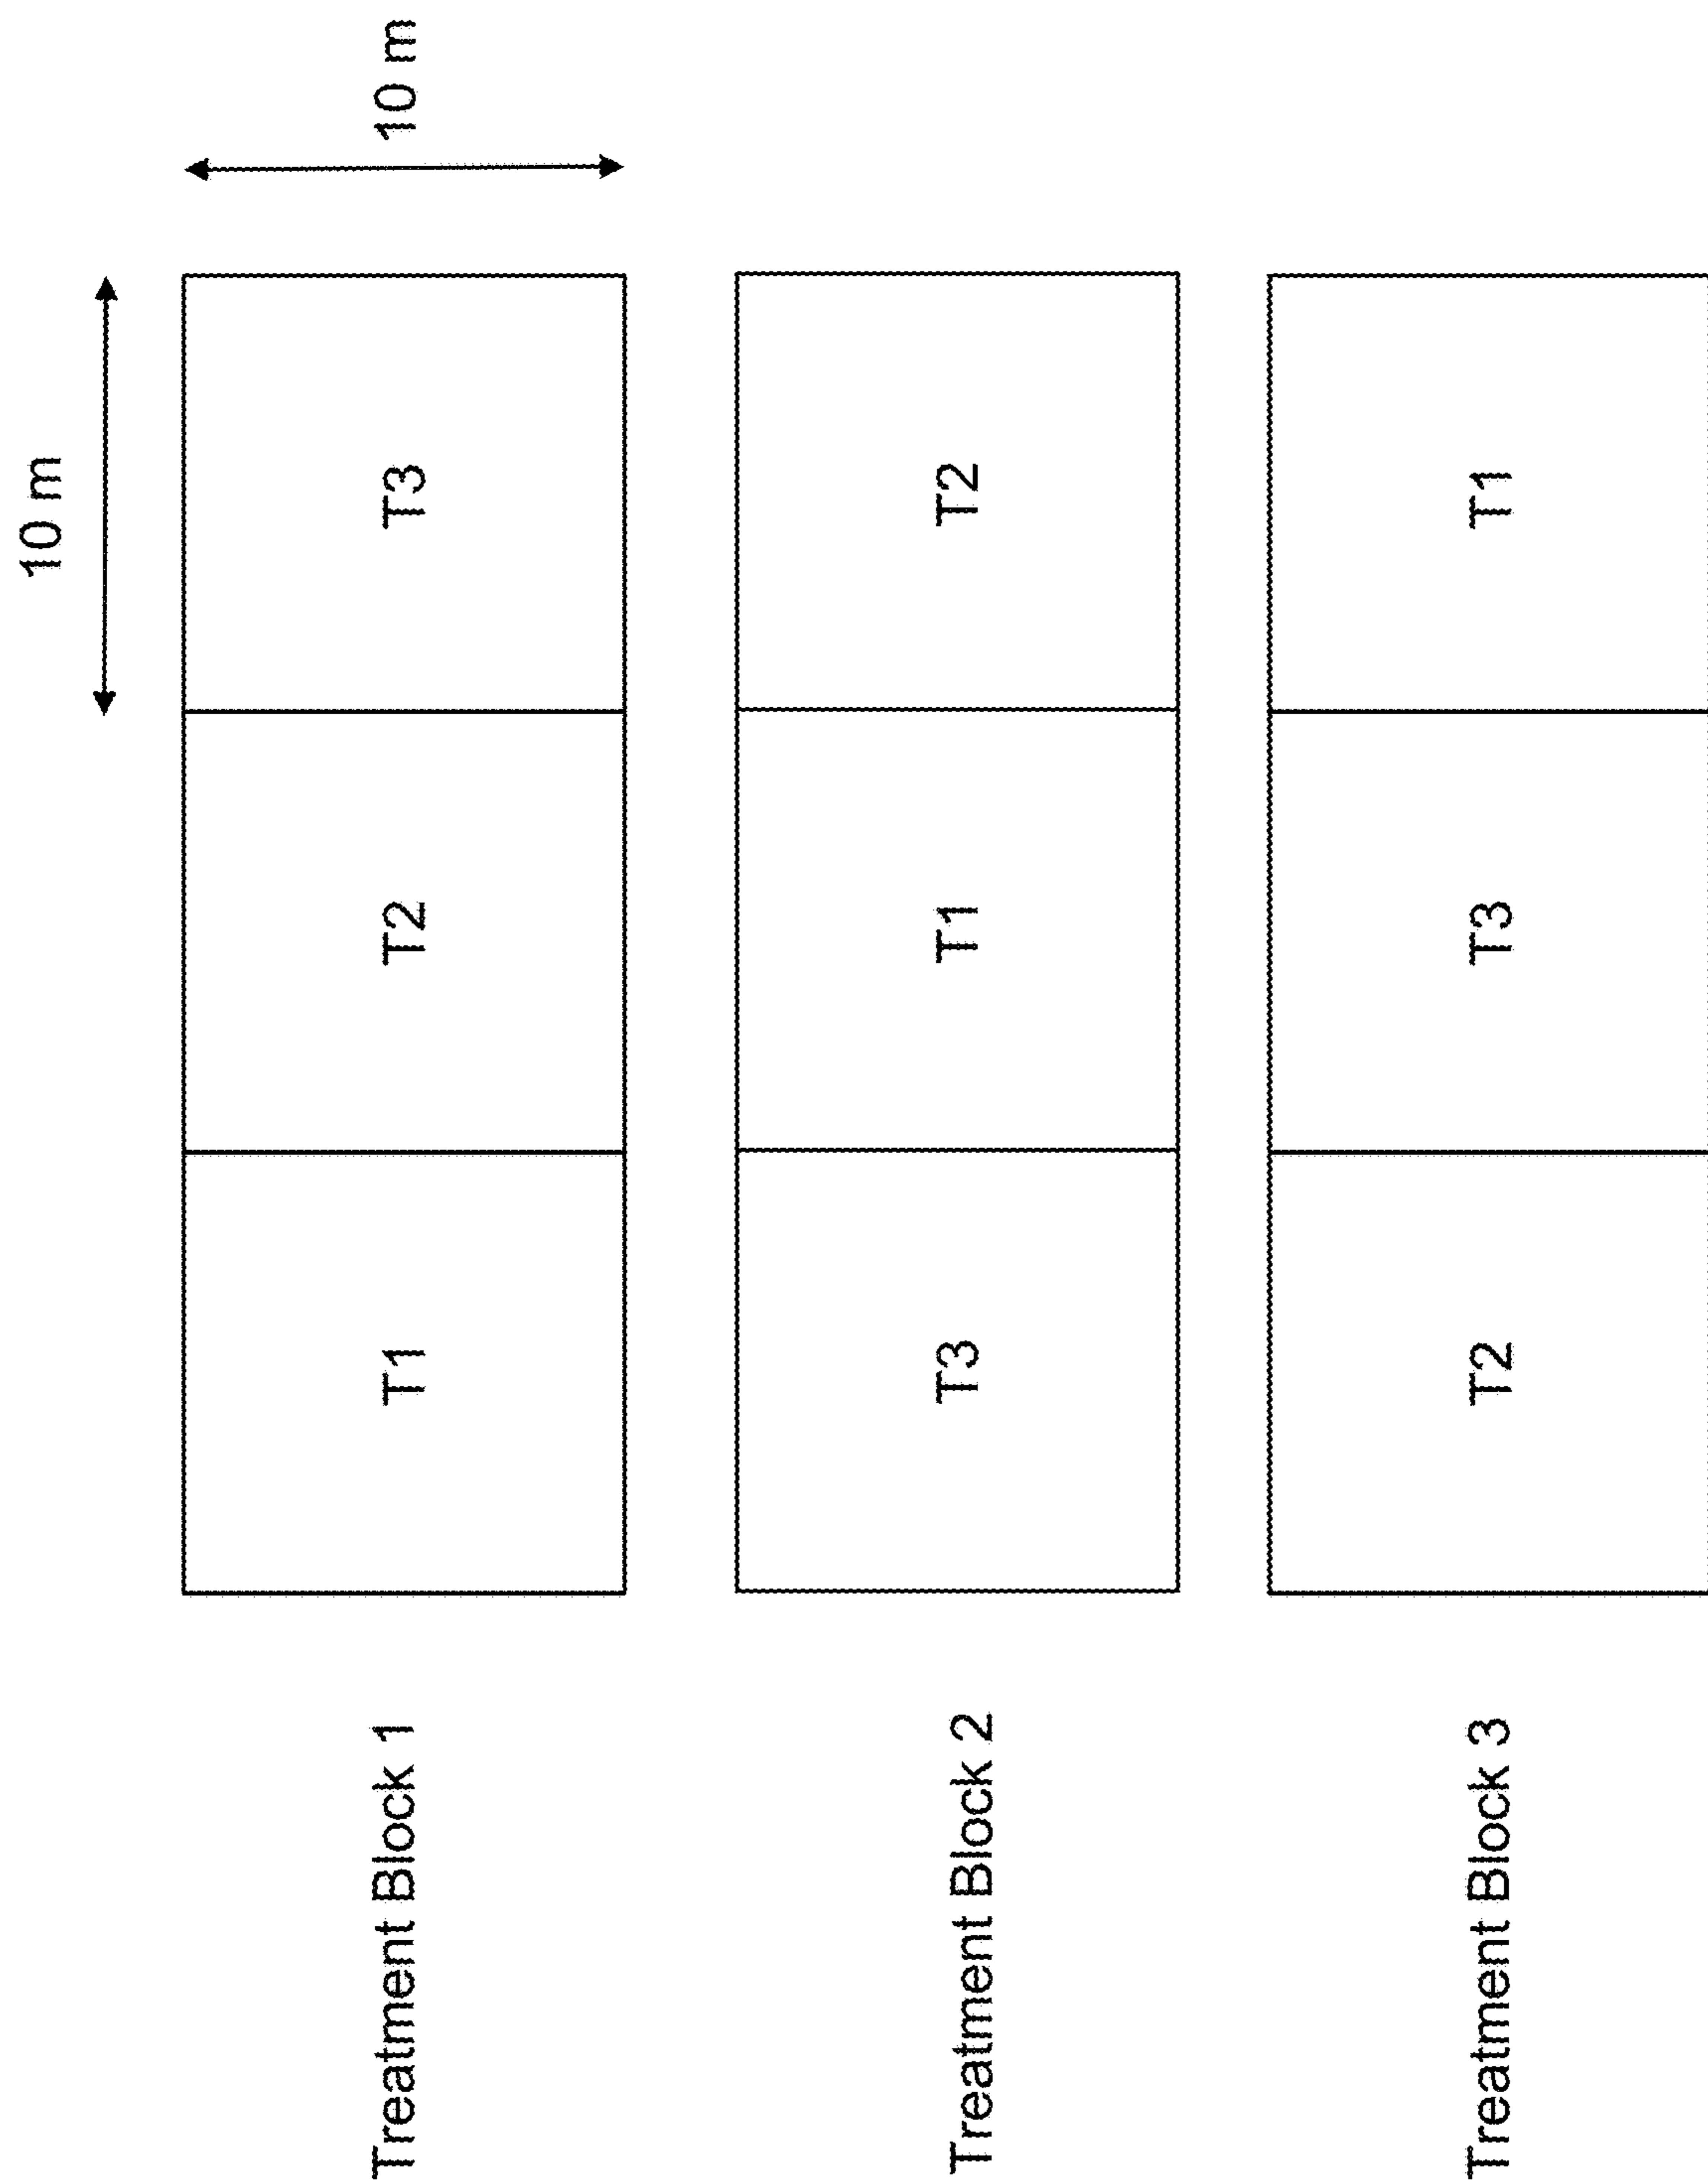 10 m
Treatment Block 1
T1
T2
T3
10 m
Treatment Block 2
T3
T1
T2
Treatment Block 3
T2
T3
T1